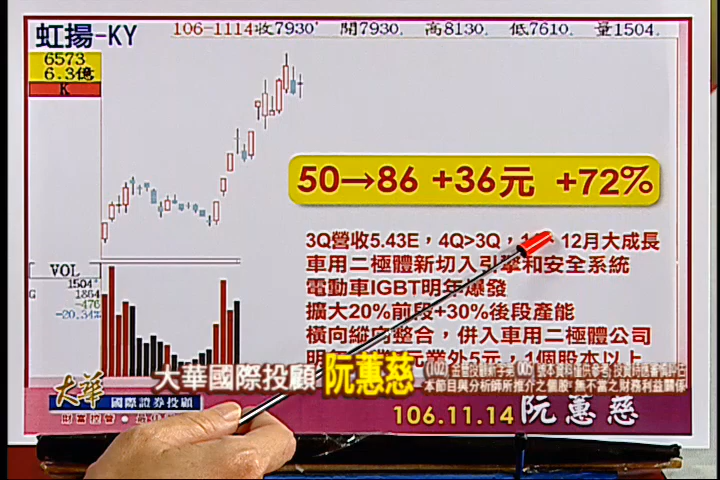 虹揚-KY
106-1114收7930' 開7930. 高8130. 低7610. 量1504.
6573
6.3億
K
50→86 +36元 +72%
3Q營收5.43E，4Q>3Q，1 12月大成長
車用二極體新切入引擎和安全系統
電動車IGBT明年爆發
擴大20%前段+30%後段產能
橫向縱向整合，併入車用二極體公司
元業外5元，1個股本以上
VOL
1504'
G 1864
-476
-20.34%
大華國際投顧 阮蕙慈
本節目與分析師所推介之個股 無不當之財務利益關係
大華 國際證券投顧
106.11.14 阮蕙慈